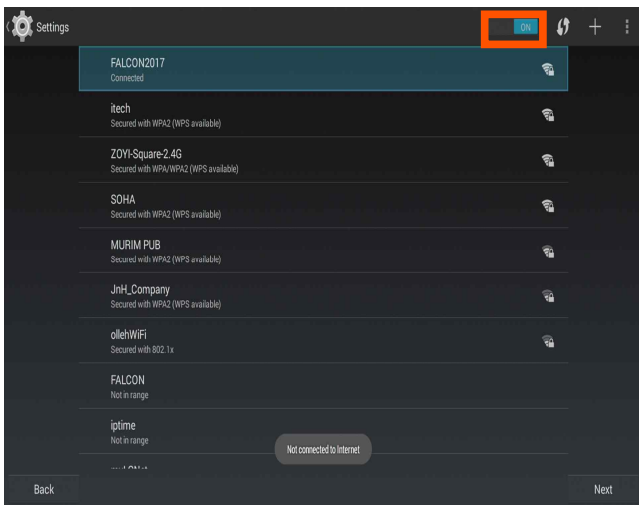 Settings
ON
FALCON2017
Connected
itech
Secured with WPA2 (WPS available)
ZOYI-Square-2.4G
Secured with WPA/WPA2 (WPS available)
SOHA
Secured with WPA2 (WPS available)
MURIM PUB
Secured with WPA2 (WPS available)
JnH_Company
Secured with WPA2 (WPS available)
ollehWiFi
Secured with 802.1x
FALCON
Not in range
iptime
Not in range
Not connected to Internet
Back
Next